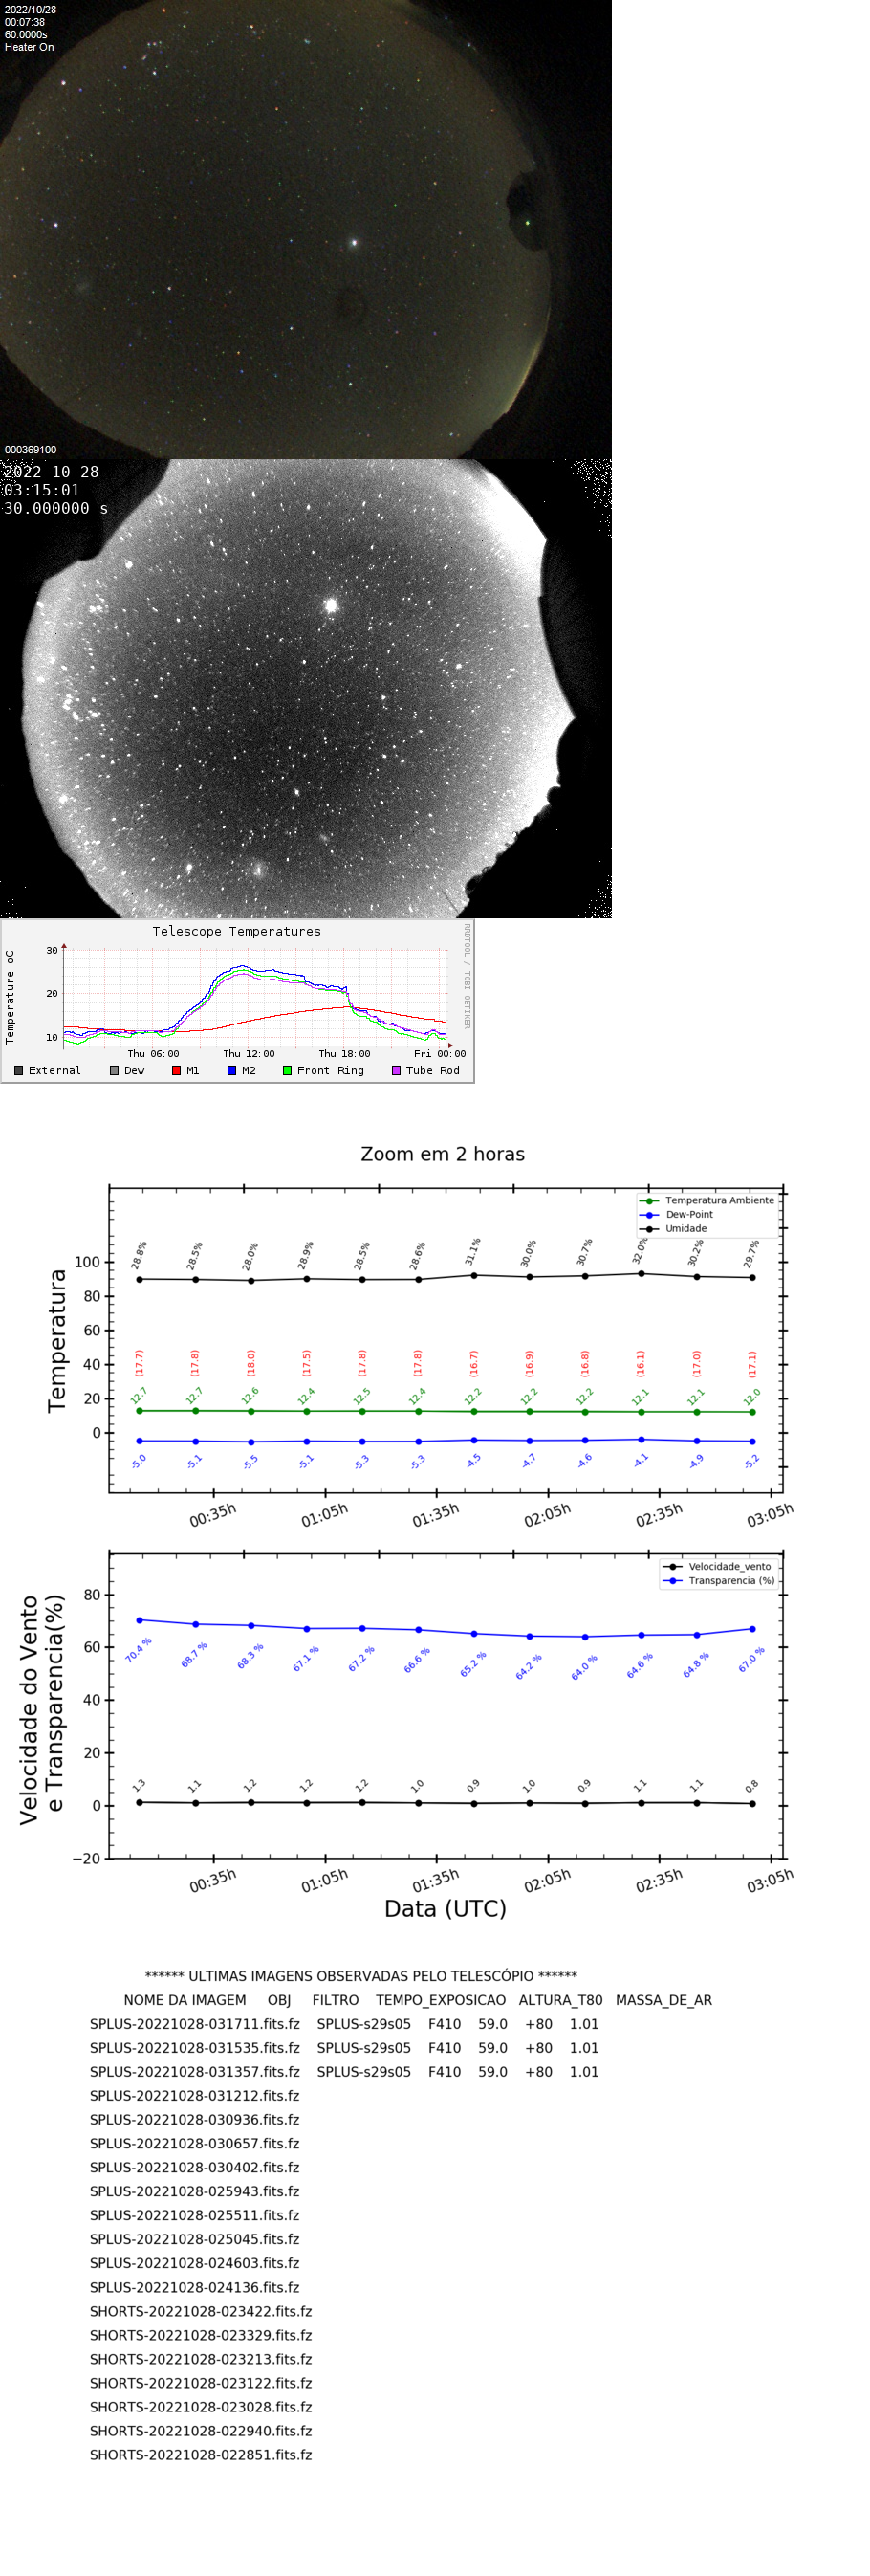 2022/10/28
00:07:38
60.0000s
Heater On
000369100
2022-10-28
03:15:01
30.000000 s
Telescope Temperatures
RRDTOOL / TOBI OETIKER
Temperature oC
30
20
10
Thu 06:00 Thu 12:00 Thu 18:00 Fri 00:00
External Dew M1 M2 Front Ring Tube Rod
Zoom em 2 horas
Temperatura Ambiente
Dew-Point
Umidade
Temperatura
100
80
60
40
20
0
28.8% 28.5% 28.0% 28.9% 28.5% 28.6% 31.1% 30.0% 30.7% 32.0% 30.2% 29.7%
(17.7) (17.8) (18.0) (17.5) (17.8) (17.8) (16.7) (16.9) (16.8) (16.1) (17.0) (17.1)
12.7 12.7 12.6 12.4 12.5 12.4 12.2 12.2 12.2 12.1 12.1 12.0
-5.0 -5.1 -5.5 -5.1 -5.3 -5.3 -4.5 -4.7 -4.6 -4.1 -4.9 -5.2
00:35h 01:05h 01:35h 02:05h 02:35h 03:05h
Velocidade_vento
Transparencia (%)
Velocidade do Vento
e Transparencia(%)
80
60
40
20
0
−20
70.4 % 68.7 % 68.3 % 67.1 % 67.2 % 66.6 % 65.2 % 64.2 % 64.0 % 64.6 % 64.8 % 67.0 %
1.3 1.1 1.2 1.2 1.2 1.0 0.9 1.0 0.9 1.1 1.1 0.8
00:35h 01:05h 01:35h 02:05h 02:35h 03:05h
Data (UTC)
****** ULTIMAS IMAGENS OBSERVADAS PELO TELESCÓPIO ******
NOME DA IMAGEM OBJ FILTRO TEMPO_EXPOSICAO ALTURA_T80 MASSA_DE_AR
SPLUS-20221028-031711.fits.fz SPLUS-s29s05 F410 59.0 +80 1.01
SPLUS-20221028-031535.fits.fz SPLUS-s29s05 F410 59.0 +80 1.01
SPLUS-20221028-031357.fits.fz SPLUS-s29s05 F410 59.0 +80 1.01
SPLUS-20221028-031212.fits.fz
SPLUS-20221028-030936.fits.fz
SPLUS-20221028-030657.fits.fz
SPLUS-20221028-030402.fits.fz
SPLUS-20221028-025943.fits.fz
SPLUS-20221028-025511.fits.fz
SPLUS-20221028-025045.fits.fz
SPLUS-20221028-024603.fits.fz
SPLUS-20221028-024136.fits.fz
SHORTS-20221028-023422.fits.fz
SHORTS-20221028-023329.fits.fz
SHORTS-20221028-023213.fits.fz
SHORTS-20221028-023122.fits.fz
SHORTS-20221028-023028.fits.fz
SHORTS-20221028-022940.fits.fz
SHORTS-20221028-022851.fits.fz